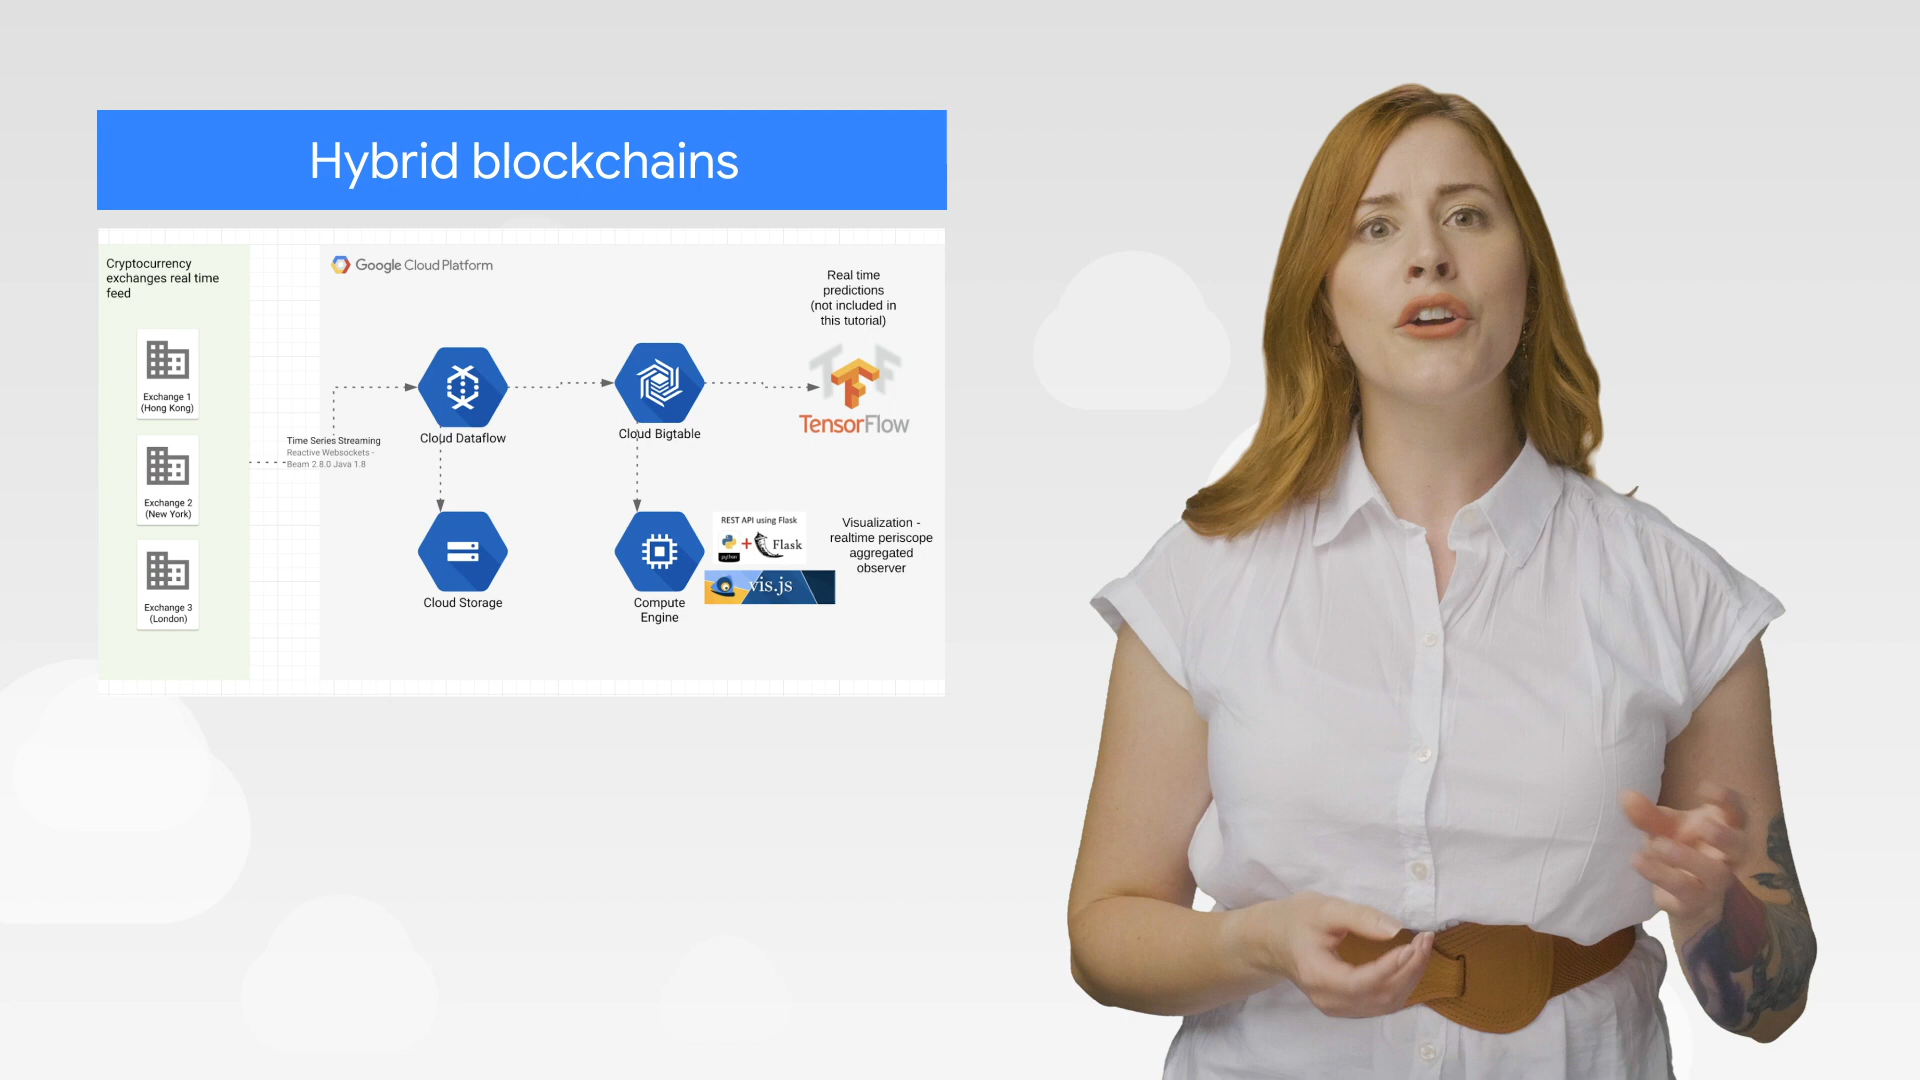 Hybrid blockchains
Cryptocurrency
exchanges real time
feed
Exchange 1
(Hong Kong)
Exchange 2
(New York)
Exchange 3
(London)
Time Series Streaming
Reactive Websockets -
Beam 2.8.0 Java 1.8
Google Cloud Platform
Cloud Dataflow
Cloud Bigtable
Real time
predictions
(not included in
this tutorial)
TensorFlow
Cloud Storage
Compute
Engine
REST API using Flask
python
+
Flask
vis.js
Visualization -
realtime periscope
aggregated
observer